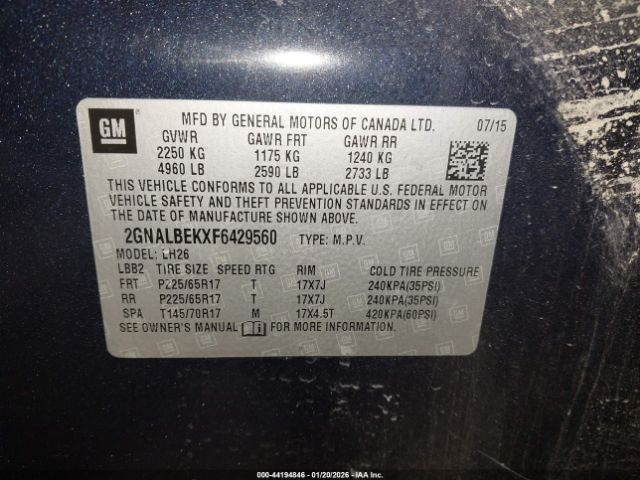 GM
MFD BY GENERAL MOTORS OF CANADA LTD. 07/15
GVWR GAWR FRT GAWR RR
2250 KG 1175 KG 1240 KG
4960 LB 2590 LB 2733 LB
THIS VEHICLE CONFORMS TO ALL APPLICABLE U.S. FEDERAL MOTOR
VEHICLE SAFETY AND THEFT PREVENTION STANDARDS IN EFFECT
ON THE DATE OF MANUFACTURE SHOWN ABOVE.
2GNALBEKXF6429560 TYPE: M.P.V.
MODEL: LH26
LBB2 TIRE SIZE SPEED RTG RIM COLD TIRE PRESSURE
FRT P225/65R17 T 17X7J 240KPA(35PSI)
RR P225/65R17 T 17X7J 240KPA(35PSI)
SPA T145/70R17 M 17X4.5T 420KPA(60PSI)
SEE OWNER'S MANUAL FOR MORE INFORMATION.
000-44194846 - 01/20/2026 - IAA Inc.